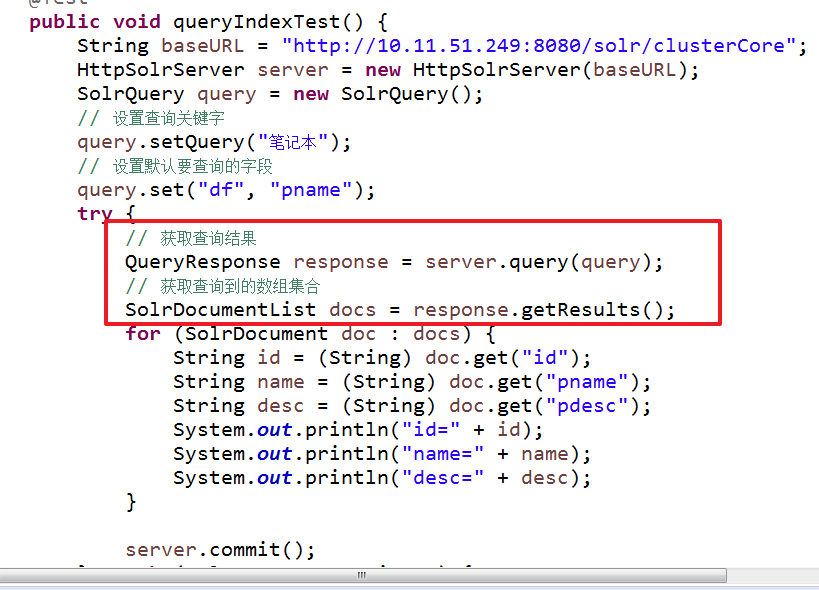 @Test
public void queryIndexTest() {
String baseURL = "http://10.11.51.249:8080/solr/clusterCore";
HttpSolrServer server = new HttpSolrServer(baseURL);
SolrQuery query = new SolrQuery();
// 设置查询关键字
query.setQuery("笔记本");
// 设置默认要查询的字段
query.set("df", "pname");
try {
// 获取查询结果
QueryResponse response = server.query(query);
// 获取查询到的数组集合
SolrDocumentList docs = response.getResults();
for (SolrDocument doc : docs) {
String id = (String) doc.get("id");
String name = (String) doc.get("pname");
String desc = (String) doc.get("pdesc");
System.out.println("id=" + id);
System.out.println("name=" + name);
System.out.println("desc=" + desc);
}
server.commit();